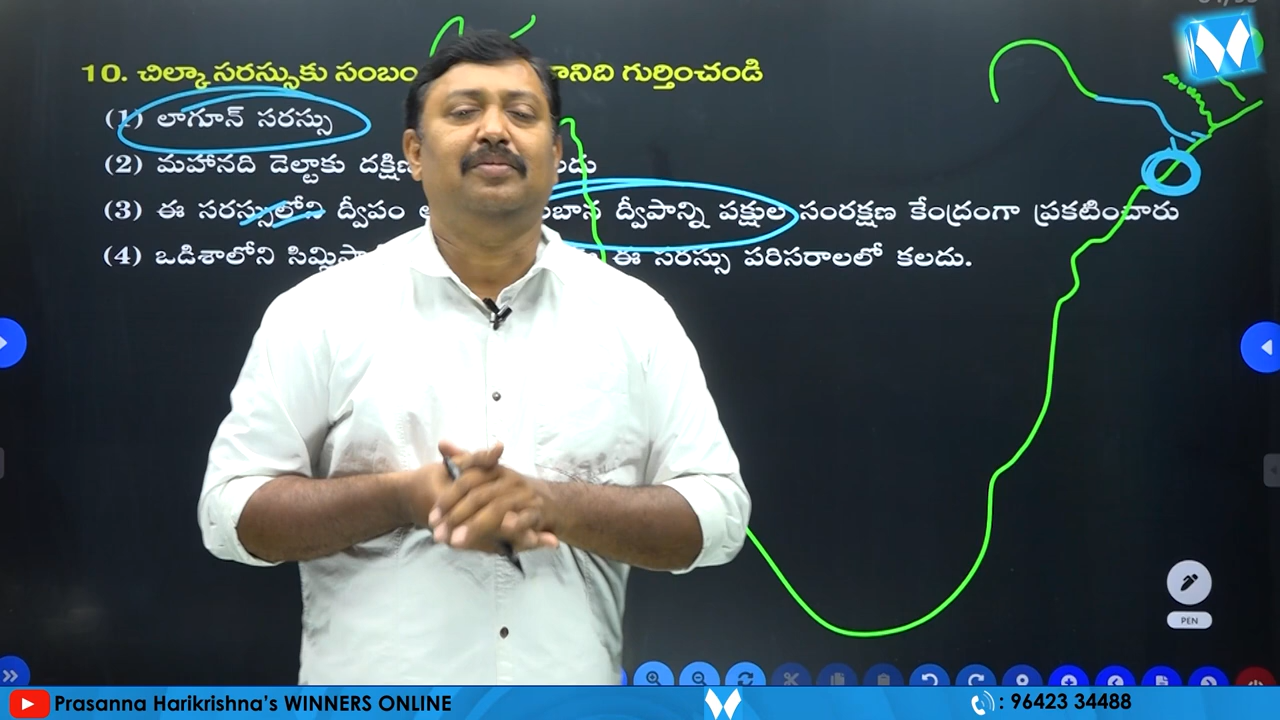 10. చిల్కా సరస్సుకు గుర్తించండి
(1) లాగూన్ సరస్సు
(2) మహానది డెల్టాకు
(3) ఈ సరస్సులోని ద్వీపం ద్వీపాన్ని పక్షుల సంరక్షణ కేంద్రంగా ప్రకటించారు
(4) ఒడిశాలోని ఈ సరస్సు పరిసరాలలో కలదు.
PEN
Prasanna Harikrishna's WINNERS ONLINE
: 96423 34488